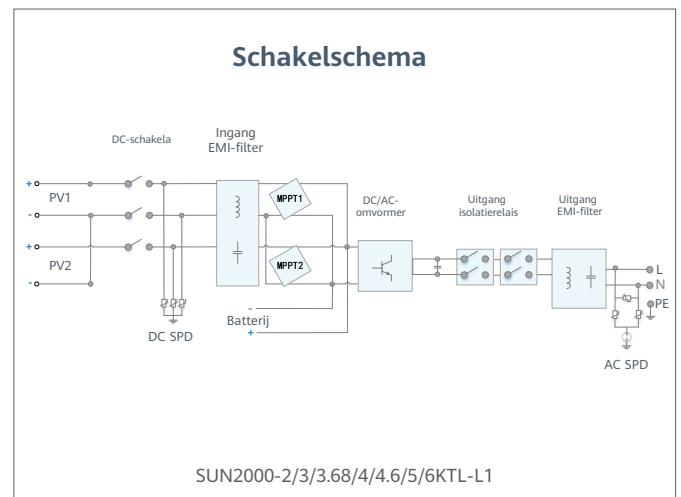 Schakelschema
DC-schakela
Ingang
EMI-filter
+
PV1
-
+
PV2
-
MPPT1
MPPT2
DC/AC-
omvormer
Uitgang
isolatierelais
Uitgang
EMI-filter
L
N
PE
-
Batterij
+
DC SPD
AC SPD
SUN2000-2/3/3.68/4/4.6/5/6KTL-L1